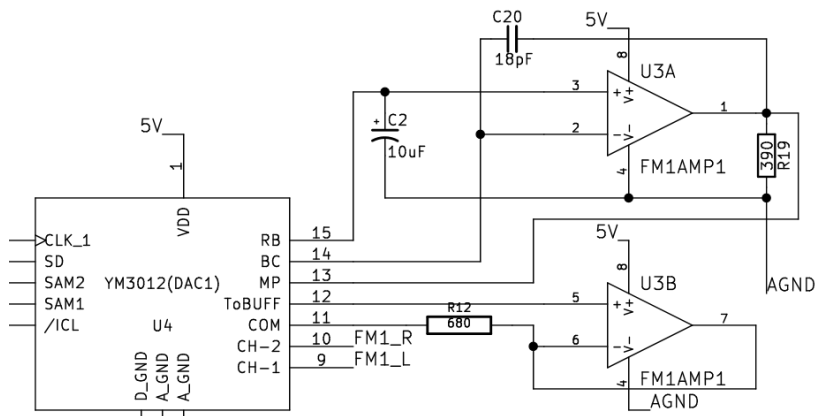 C20
18pF
5V
8
U3A
3
+
V+
1
2
-
V-
4
FM1AMP1
+
C2
10uF
390
R19
AGND
5V
1
VDD
CLK_1
SD
SAM2
SAM1
/ICL
YM3012(DAC1)
U4
D_GND
A_GND
A_GND
RB
BC
MP
ToBUFF
COM
CH-2
CH-1
15
14
13
12
11
10
9
FM1_R
FM1_L
R12
680
5V
8
U3B
5
+
V+
7
6
-
V-
4
FM1AMP1
AGND